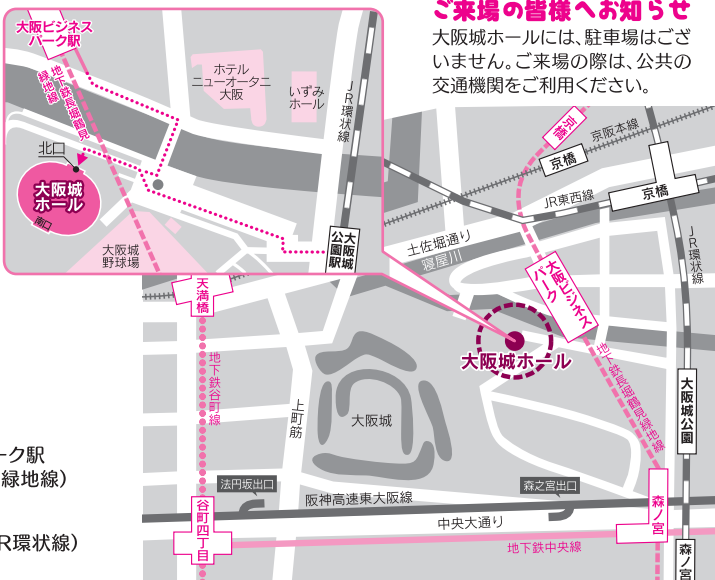 ご来場の皆様へお知らせ
大阪城ホールには、駐車場はござ
いません。ご来場の際は、公共の
交通機関をご利用ください。
大阪ビジネス
パーク駅
地下鉄長堀鶴見
緑地線
ホテル
ニューオータニ
大阪
いずみ
ホール
JR環状線
北口
大阪城
ホール
南口
大阪城
野球場
大阪城
公園駅
京橋
京阪本線
京橋
JR東西線
京橋
JR環状線
土佐堀通り
寝屋川
大阪ビジネス
パーク
天満橋
大阪城ホール
地下鉄谷町線
地下鉄長堀鶴見緑地線
上町筋
大阪城
大阪城公園
ーク駅
緑地線）
法円坂出口
森之宮出口
阪神高速東大阪線
中央大通り
谷町四丁目
森ノ宮
地下鉄中央線
森ノ宮
R環状線）